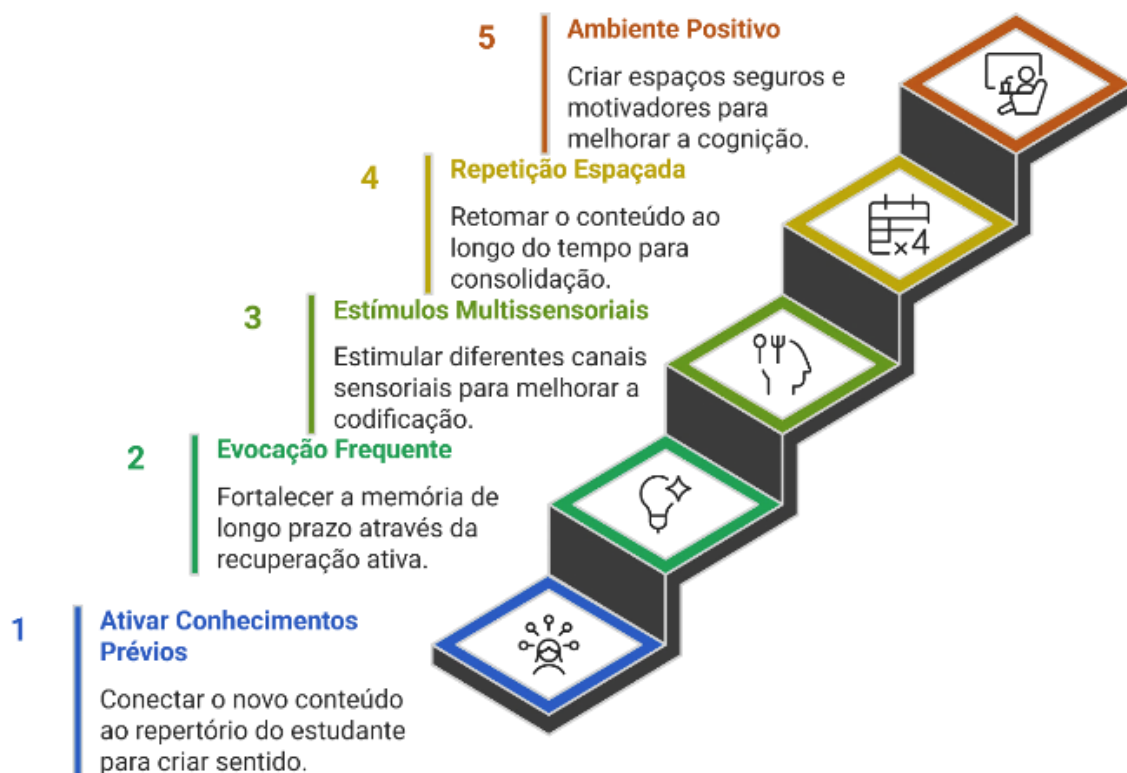 5
Ambiente Positivo
Criar espaços seguros e
motivadores para
melhorar a cognição.
4
Repetição Espaçada
Retomar o conteúdo ao
longo do tempo para
consolidação.
×4
3
Estímulos Multissensoriais
Estimular diferentes canais
sensoriais para melhorar a
codificação.
2
Evocação Frequente
Fortalecer a memória de
longo prazo através da
recuperação ativa.
1
Ativar Conhecimentos
Prévios
Conectar o novo conteúdo
ao repertório do estudante
para criar sentido.